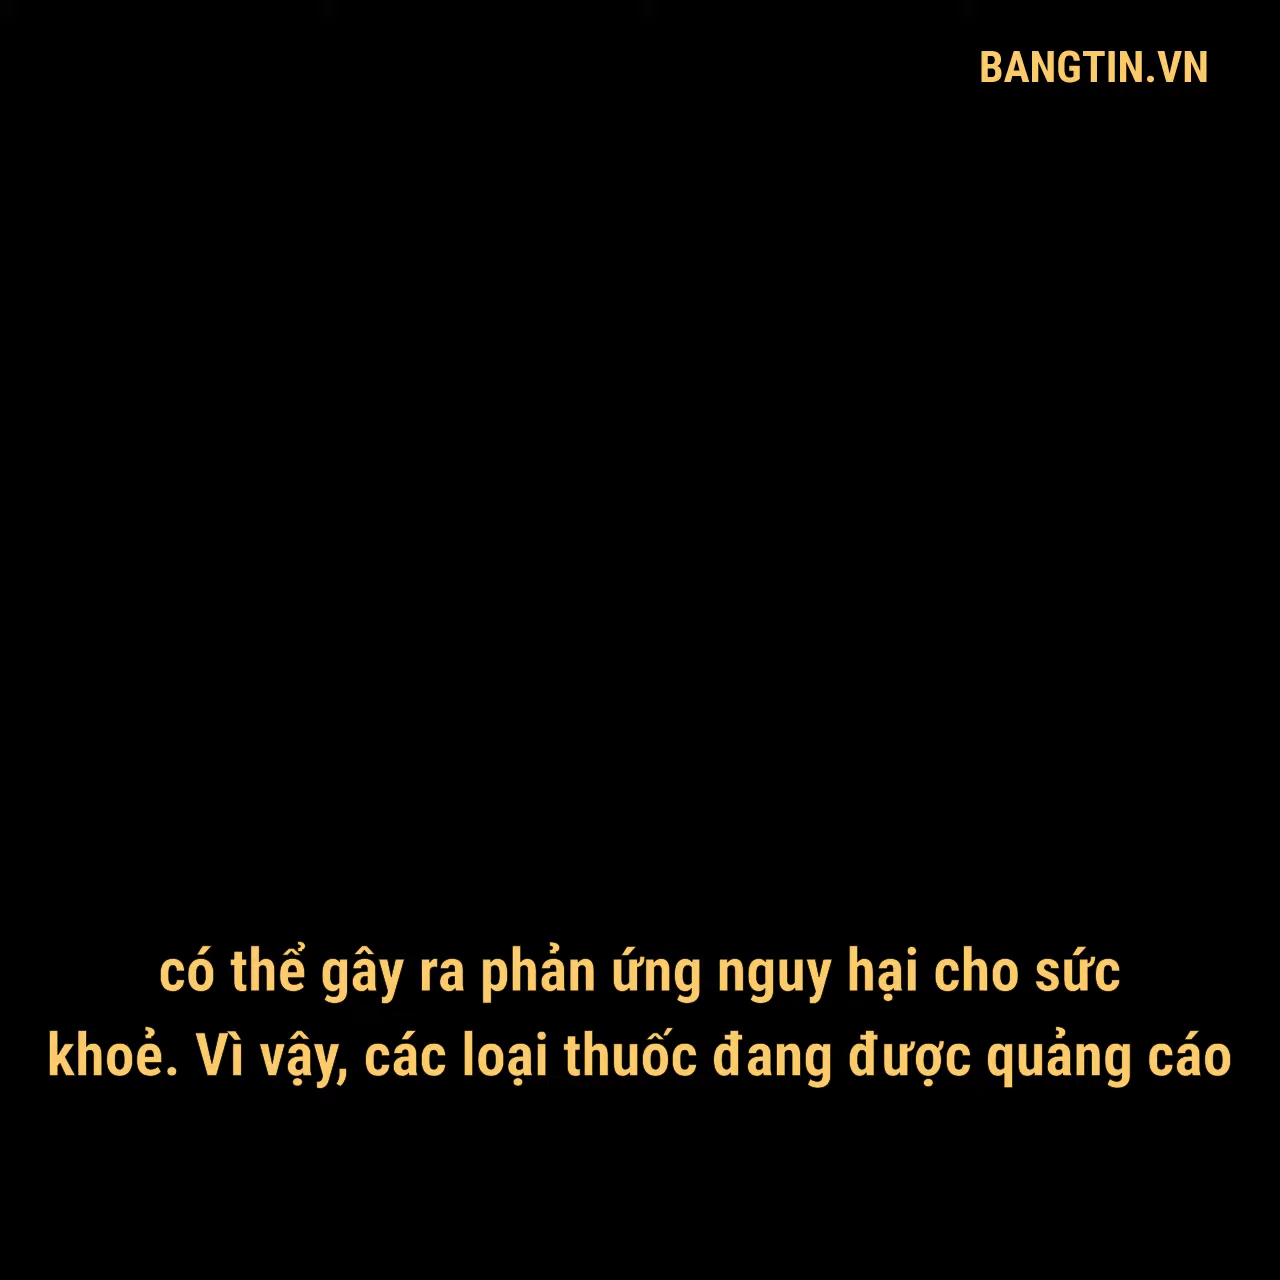 BANGTIN.VN
có thể gây ra phản ứng nguy hại cho sức
khoẻ. Vì vậy, các loại thuốc đang được quảng cáo